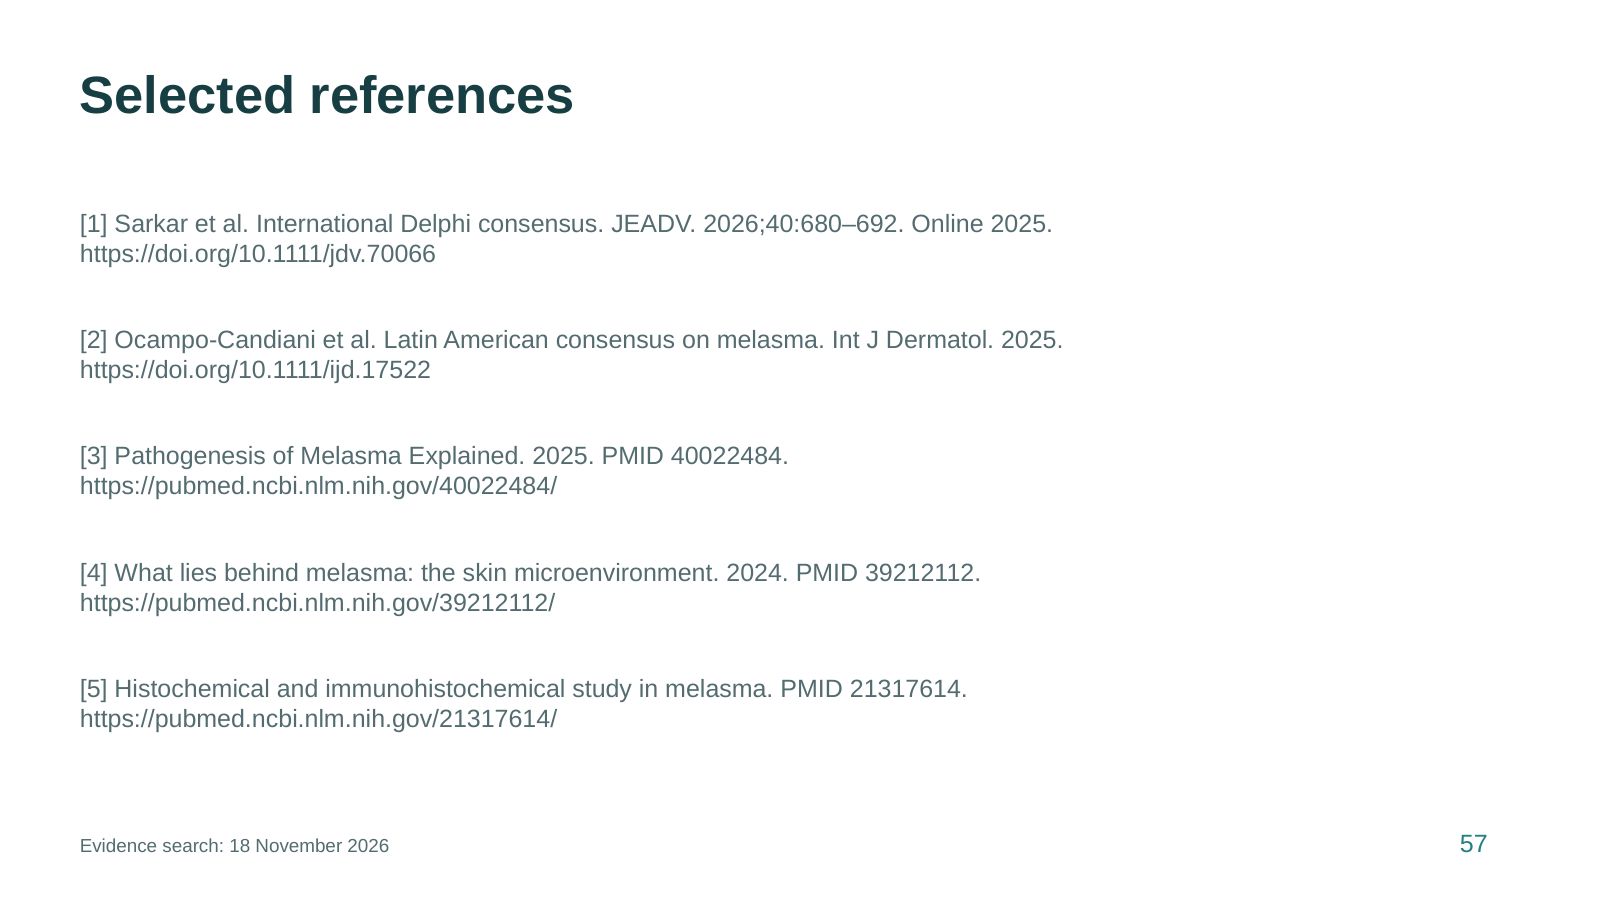 Selected references
[1] Sarkar et al. International Delphi consensus. JEADV. 2026;40:680–692. Online 2025.
https://doi.org/10.1111/jdv.70066
[2] Ocampo-Candiani et al. Latin American consensus on melasma. Int J Dermatol. 2025.
https://doi.org/10.1111/ijd.17522
[3] Pathogenesis of Melasma Explained. 2025. PMID 40022484.
https://pubmed.ncbi.nlm.nih.gov/40022484/
[4] What lies behind melasma: the skin microenvironment. 2024. PMID 39212112.
https://pubmed.ncbi.nlm.nih.gov/39212112/
[5] Histochemical and immunohistochemical study in melasma. PMID 21317614.
https://pubmed.ncbi.nlm.nih.gov/21317614/
Evidence search: 18 November 2026
57